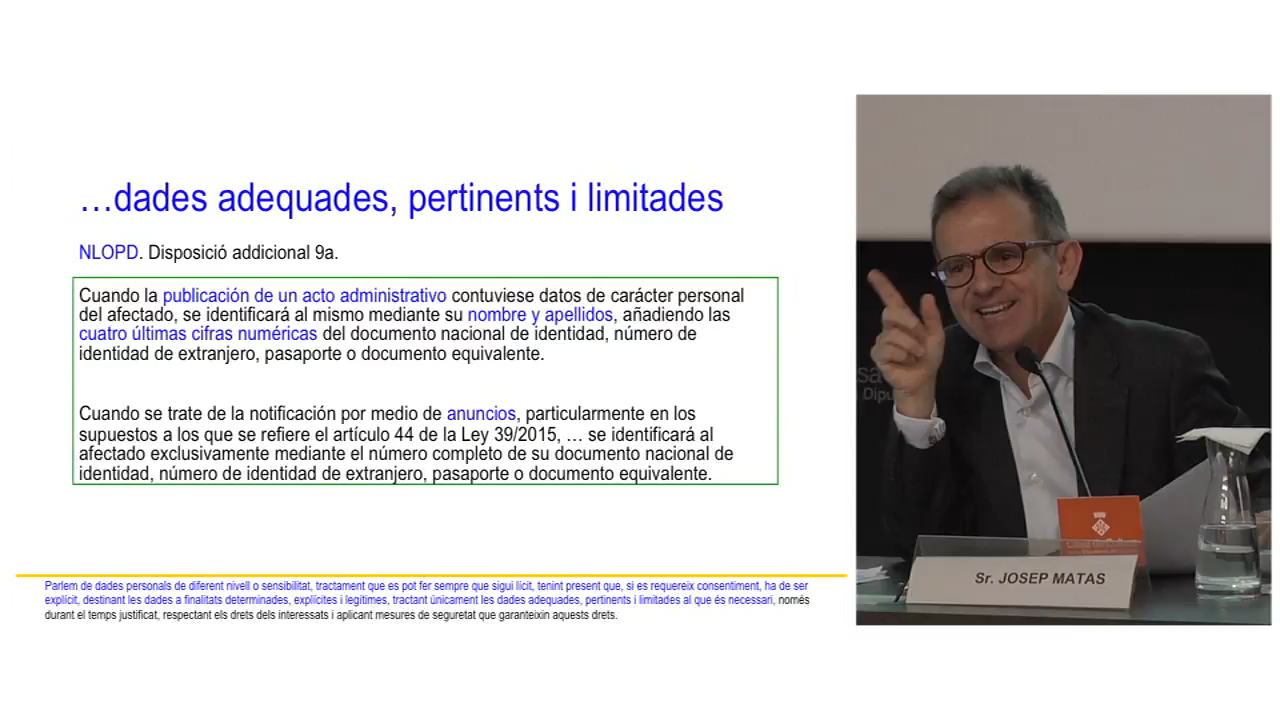 …dades adequades, pertinents i limitades
NLOPD. Disposició addicional 9a.
Cuando la publicación de un acto administrativo contuviese datos de carácter personal
del afectado, se identificará al mismo mediante su nombre y apellidos, añadiendo las
cuatro últimas cifras numéricas del documento nacional de identidad, número de
identidad de extranjero, pasaporte o documento equivalente.
Cuando se trate de la notificación por medio de anuncios, particularmente en los
supuestos a los que se refiere el artículo 44 de la Ley 39/2015, … se identificará al
afectado exclusivamente mediante el número completo de su documento nacional de
identidad, número de identidad de extranjero, pasaporte o documento equivalente.
Parlem de dades personals de diferent nivell o sensibilitat, tractament que es pot fer sempre que sigui lícit, tenint present que, si es requereix consentiment, ha de ser
explícit, destinant les dades a finalitats determinades, explícites i legítimes, tractant únicament les dades adequades, pertinents i limitades al que és necessari, només
durant el temps justificat, respectant els drets dels interessats i aplicant mesures de seguretat que garanteixin aquests drets.
Sr. JOSEP MATAS